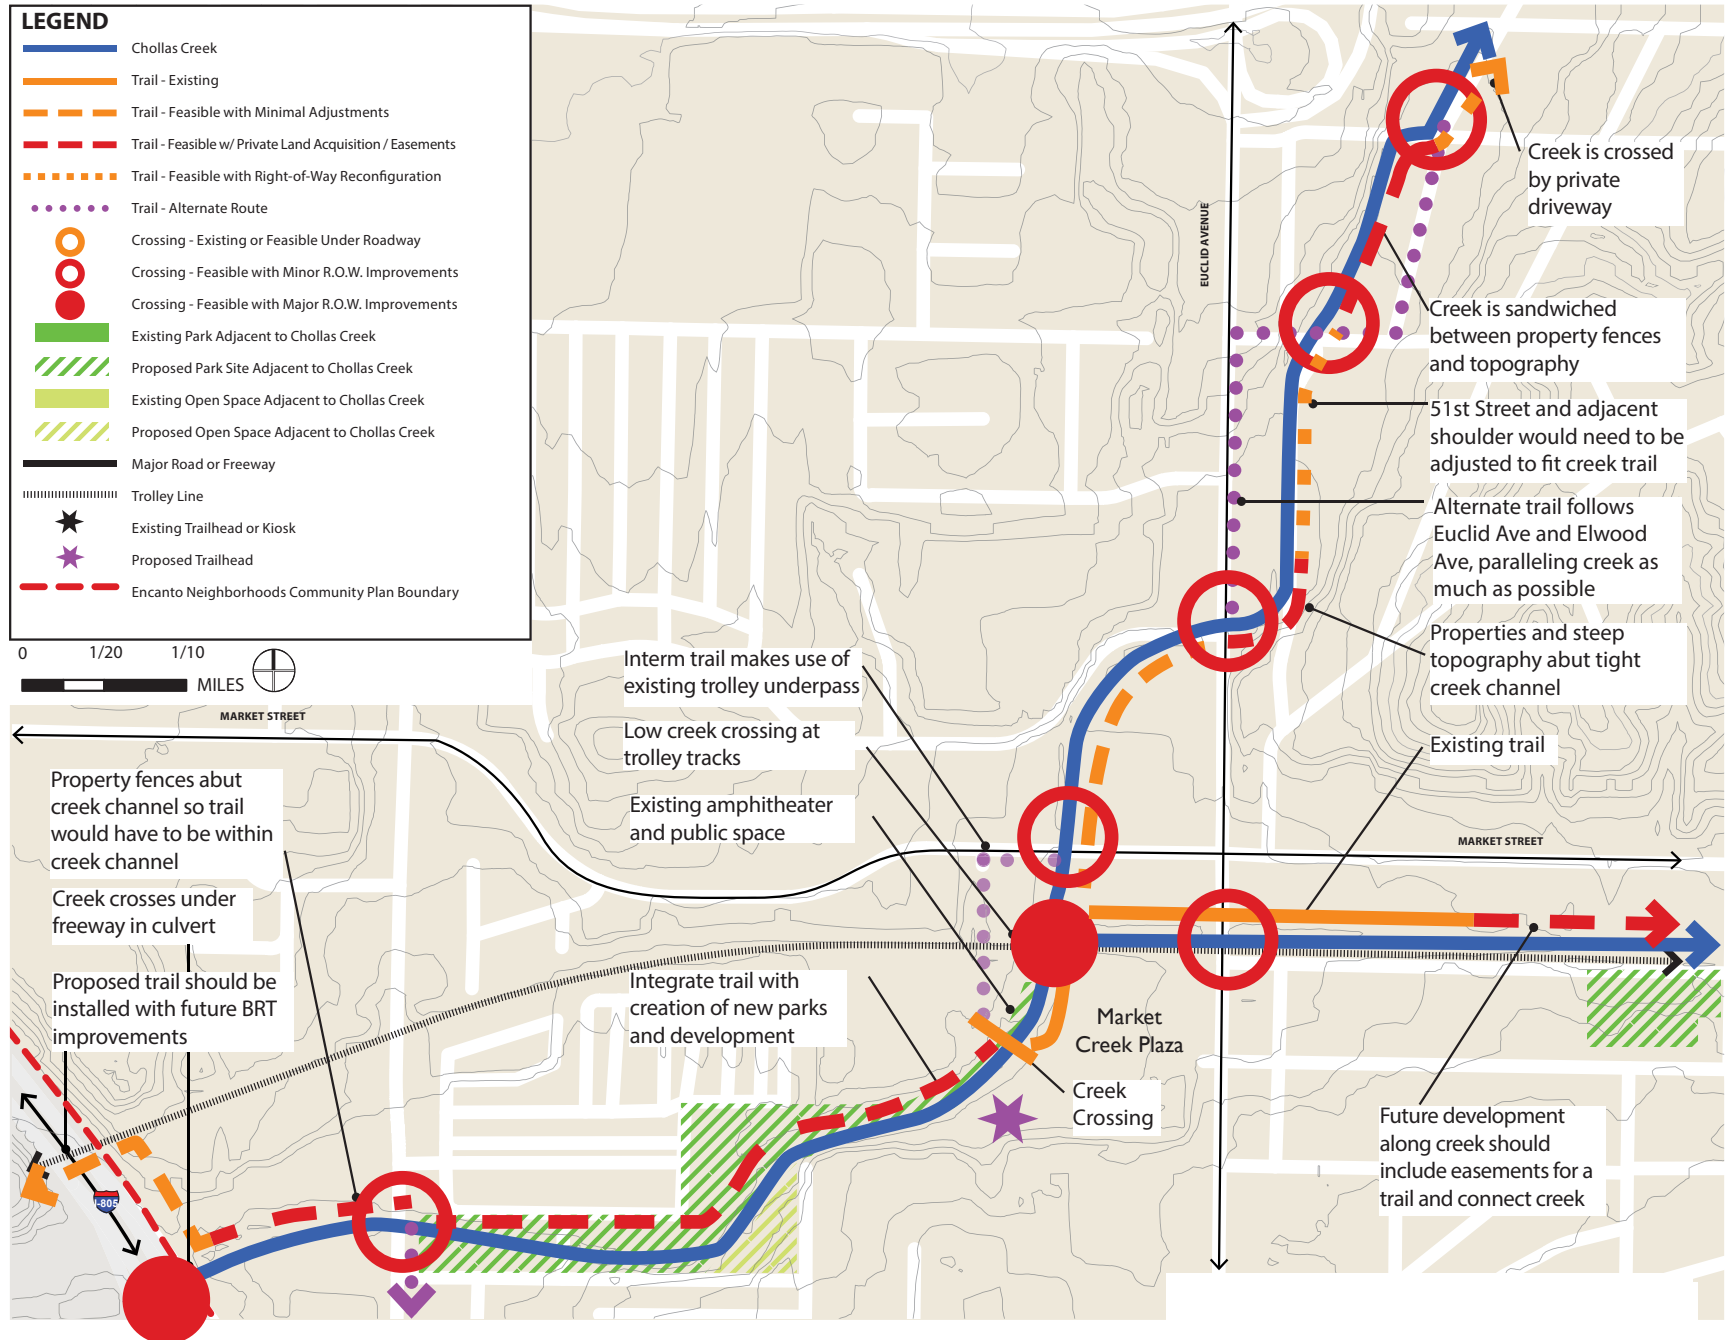 LEGEND
Chollas Creek
Trail - Existing
Trail - Feasible with Minimal Adjustments
Trail - Feasible w/ Private Land Acquisition / Easements
Trail - Feasible with Right-of-Way Reconfiguration
Trail - Alternate Route
Crossing - Existing or Feasible Under Roadway
Crossing - Feasible with Minor R.O.W. Improvements
Crossing - Feasible with Major R.O.W. Improvements
Existing Park Adjacent to Chollas Creek
Proposed Park Site Adjacent to Chollas Creek
Existing Open Space Adjacent to Chollas Creek
Proposed Open Space Adjacent to Chollas Creek
Major Road or Freeway
Trolley Line
Existing Trailhead or Kiosk
Proposed Trailhead
Encanto Neighborhoods Community Plan Boundary
0 1/20 1/10
MILES
MARKET STREET
EUCLID AVENUE
Creek is crossed
by private
driveway
Creek is sandwiched
between property fences
and topography
51st Street and adjacent
shoulder would need to be
adjusted to fit creek trail
Alternate trail follows
Euclid Ave and Elwood
Ave, paralleling creek as
much as possible
Properties and steep
topography abut tight
creek channel
Existing trail
MARKET STREET
Interm trail makes use of
existing trolley underpass
Low creek crossing at
trolley tracks
Existing amphitheater
and public space
Property fences abut
creek channel so trail
would have to be within
creek channel
Creek crosses under
freeway in culvert
Proposed trail should be
installed with future BRT
improvements
Integrate trail with
creation of new parks
and development
Market
Creek Plaza
Creek
Crossing
Future development
along creek should
include easements for a
trail and connect creek
I-805